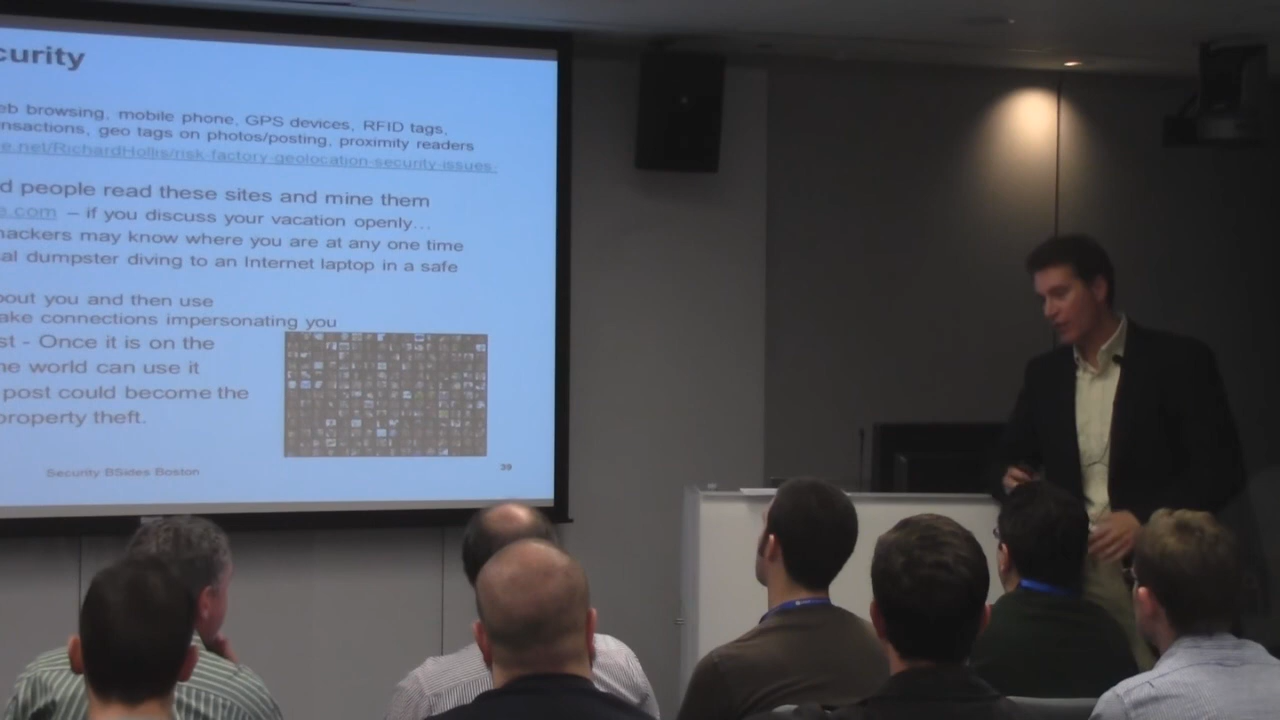 curity
eb browsing, mobile phone, GPS devices, RFID tags,
nsactions, geo tags on photos/posting, proximity readers
e.net/RichardHollis/risk-factory-geolocation-security-issues
d people read these sites and mine them
e.com – if you discuss your vacation openly…
hackers may know where you are at any one time
al dumpster diving to an Internet laptop in a safe
bout you and then use
ake connections impersonating you
st - Once it is on the
he world can use it
post could become the
property theft.
Security BSides Boston
39